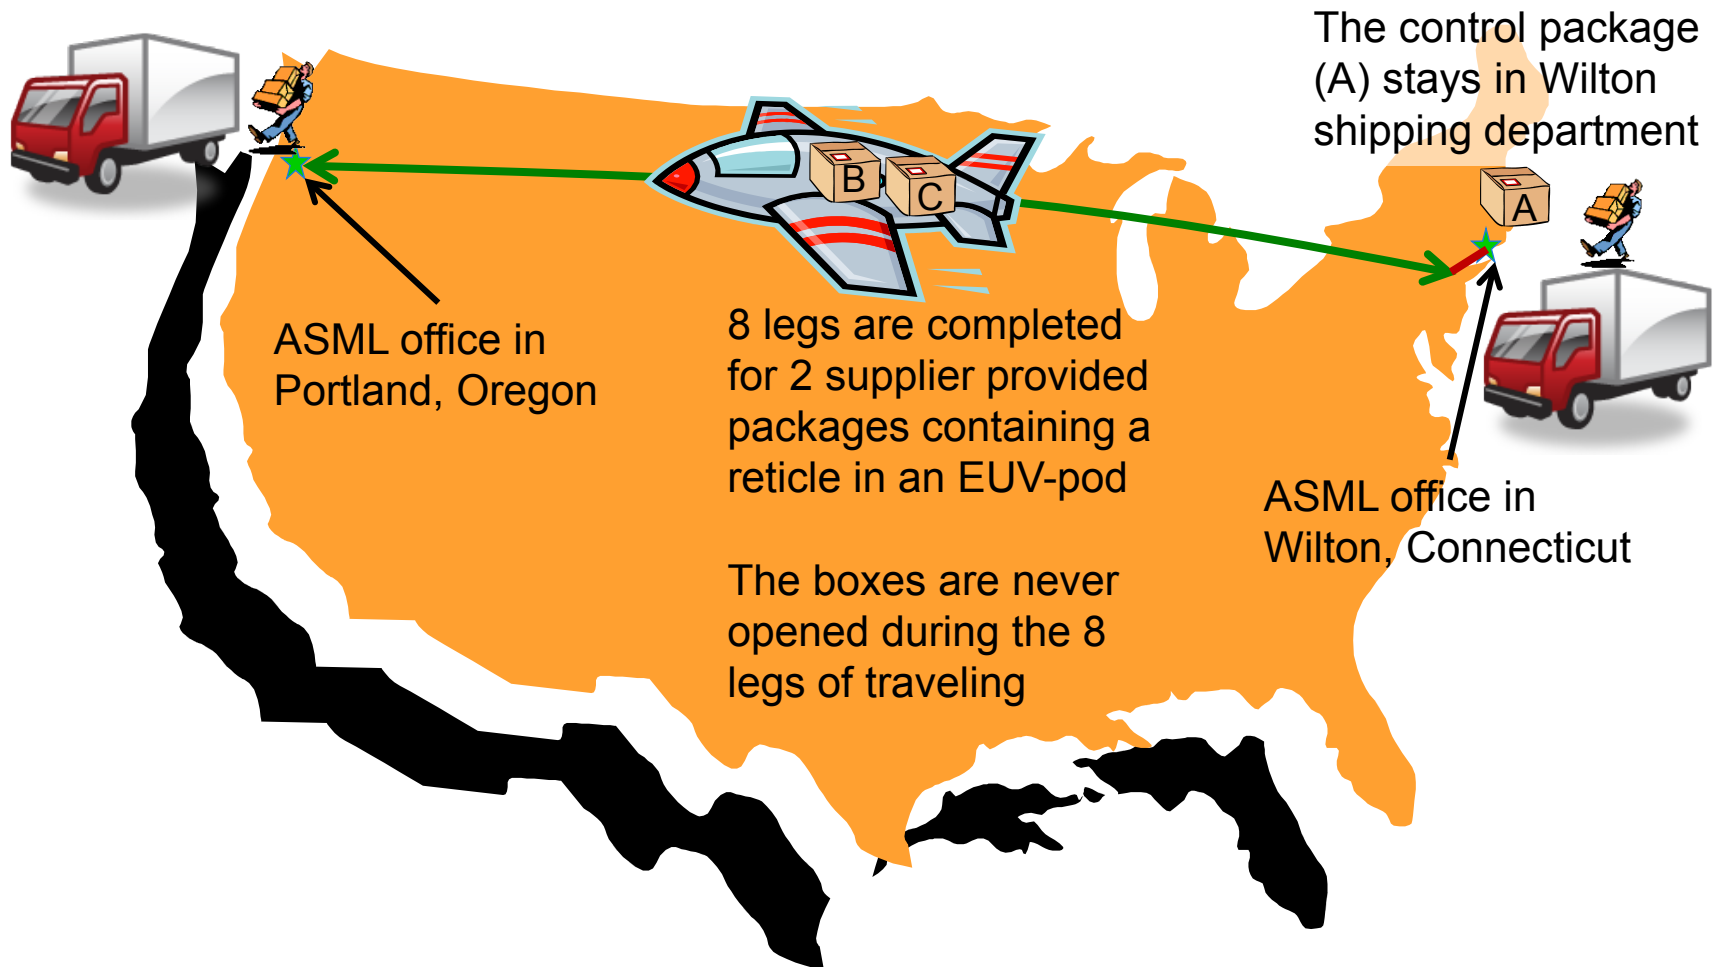 The control package
(A) stays in Wilton
shipping department
B
C
A
ASML office in
Portland, Oregon
8 legs are completed
for 2 supplier provided
packages containing a
reticle in an EUV-pod
The boxes are never
opened during the 8
legs of traveling
ASML office in
Wilton, Connecticut